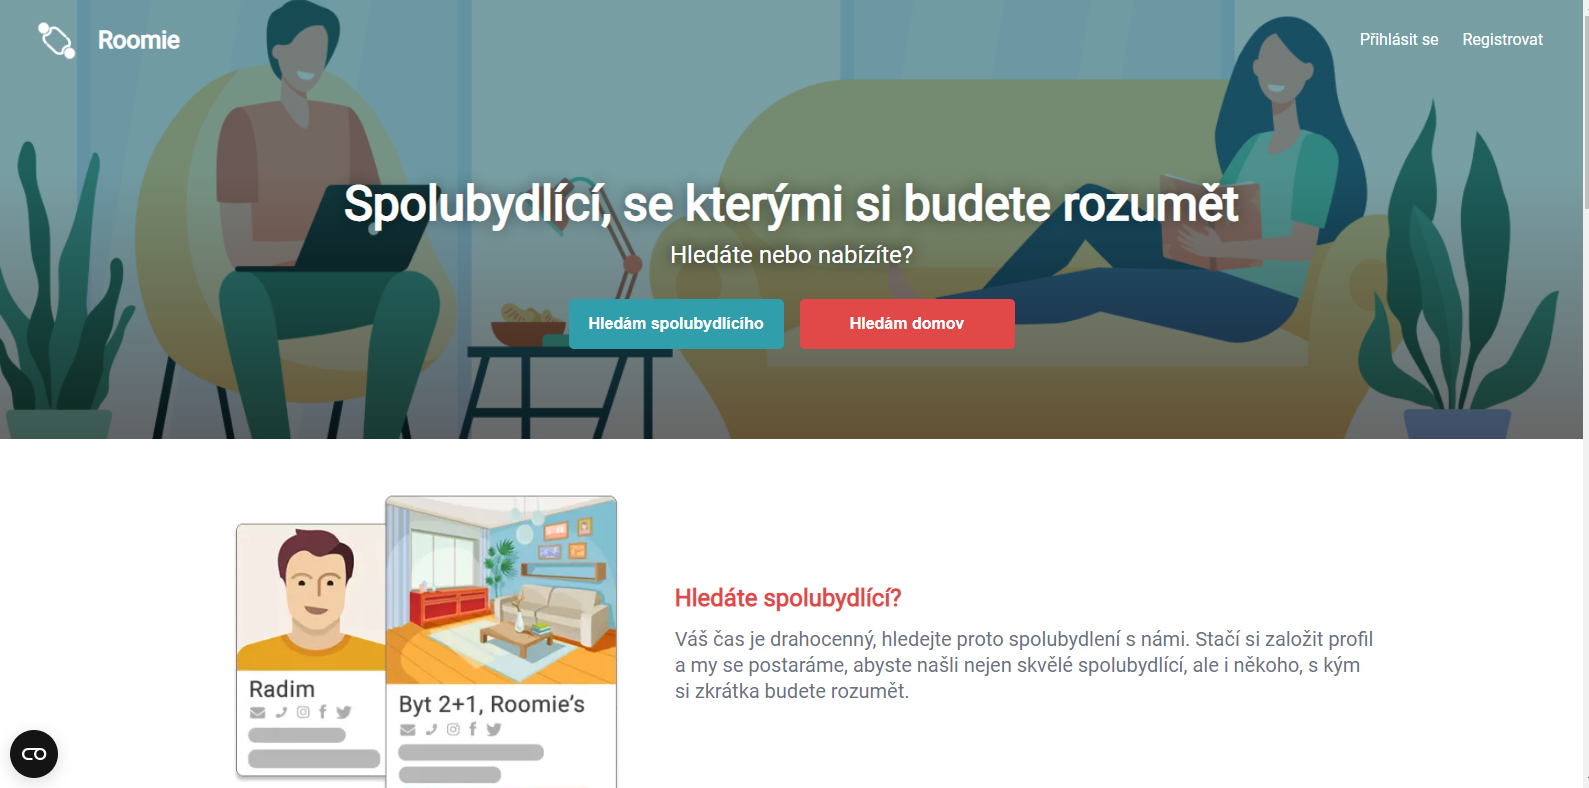 Roomie
Přihlásit se
Registrovat
Spolubydlící, se kterými si budete rozumět
Hledáte nebo nabízíte?
Hledám spolubydlícího
Hledám domov
Radim
Byt 2+1, Roomie’s
Hledáte spolubydlící?
Váš čas je drahocenný, hledejte proto spolubydlení s námi. Stačí si založit profil
a my se postaráme, abyste našli nejen skvělé spolubydlící, ale i někoho, s kým
si zkrátka budete rozumět.